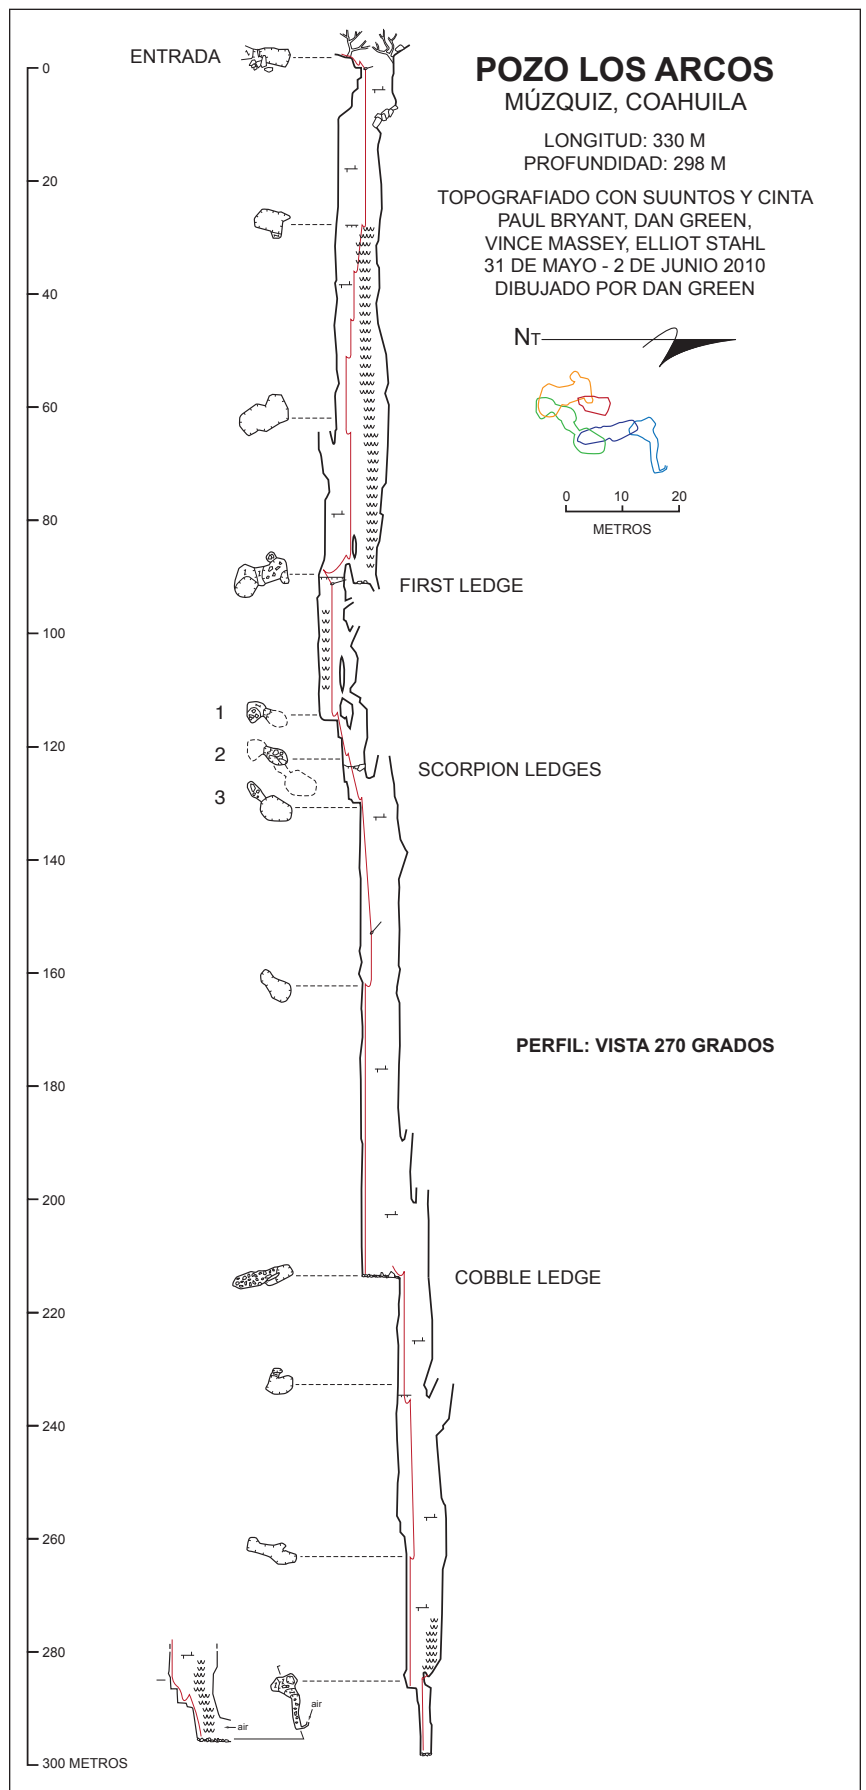 POZO LOS ARCOS
MÚZQUIZ, COAHUILA
LONGITUD: 330 M
PROFUNDIDAD: 298 M
TOPOGRAFIADO CON SUUNTOS Y CINTA
PAUL BRYANT, DAN GREEN,
VINCE MASSEY, ELLIOT STAHL
31 DE MAYO - 2 DE JUNIO 2010
DIBUJADO POR DAN GREEN
NT
0 10 20
METROS
ENTRADA
0
20
40
60
80
FIRST LEDGE
100
1
120
2
SCORPION LEDGES
3
140
160
PERFIL: VISTA 270 GRADOS
180
200
COBBLE LEDGE
220
240
260
280
air
air
300 METROS